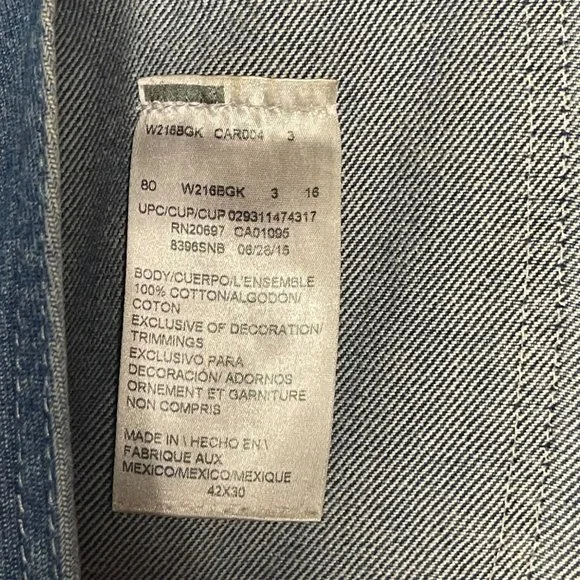 W216BGK CAR004 3
80 W216BGK 3 16
UPC/CUP/CUP 029311474317
RN20697 CA01095
8396SNB 06/26/15
BODY/CUERPO/L'ENSEMBLE
100% COTTON/ALGODÓN/
COTON
EXCLUSIVE OF DECORATION/
TRIMMINGS
EXCLUSIVO PARA
DECORACIÓN/ ADORNOS
ORNEMENT ET GARNITURE
NON COMPRIS
MADE IN \ HECHO EN \
FABRIQUE AUX
MEXICO/MEXICO/MEXIQUE
42X30